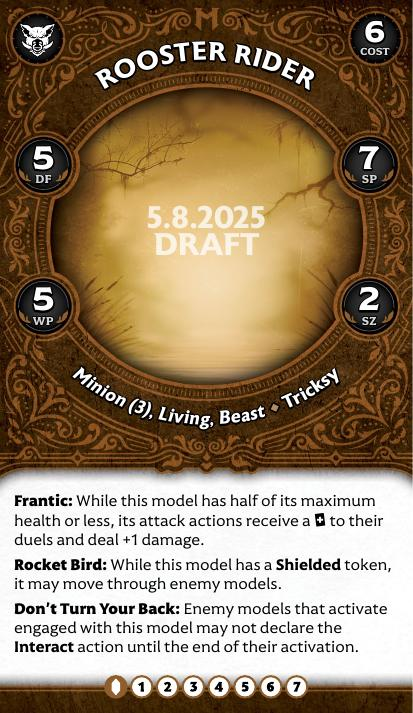 6
COST
ROOSTER RIDER
5
DF
7
SP
5.8.2025
DRAFT
5
WP
2
SZ
Minion (3), Living, Beast ⬥ Tricksy
Frantic: While this model has half of its maximum
health or less, its attack actions receive a 🃏 to their
duels and deal +1 damage.
Rocket Bird: While this model has a Shielded token,
it may move through enemy models.
Don't Turn Your Back: Enemy models that activate
engaged with this model may not declare the
Interact action until the end of their activation.
1 2 3 4 5 6 7